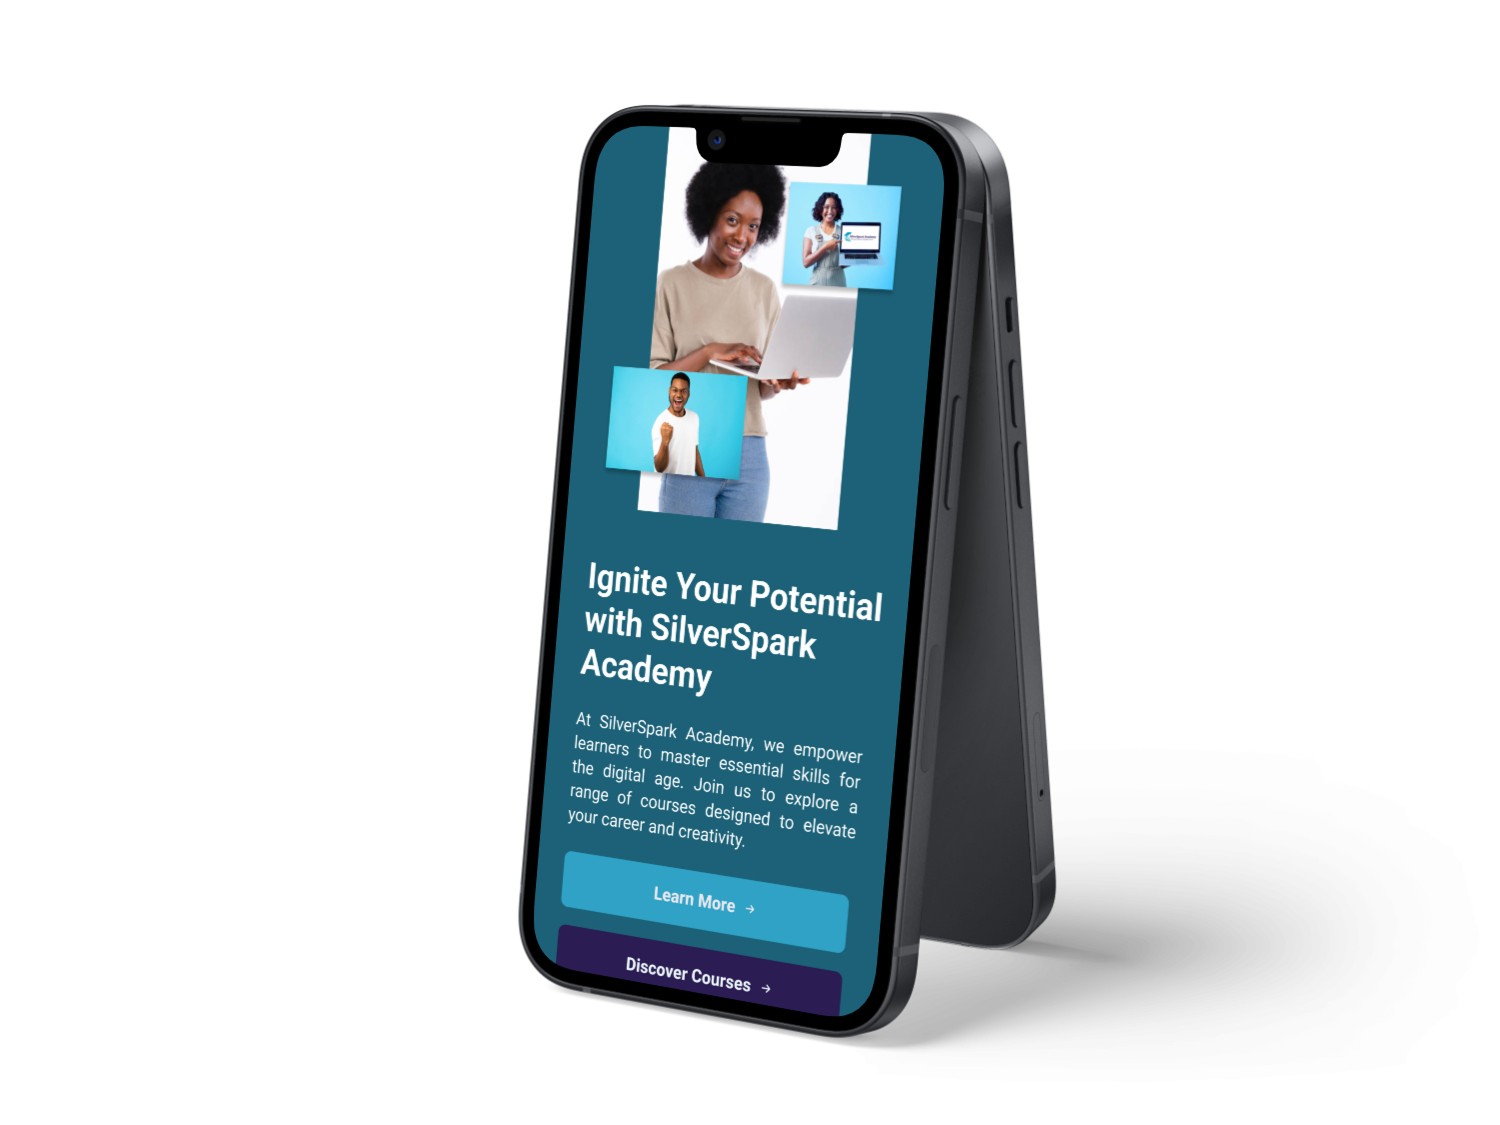 Ignite Your Potential
with SilverSpark
Academy
At SilverSpark Academy, we empower
learners to master essential skills for
the digital age. Join us to explore a
range of courses designed to elevate
your career and creativity.
Learn More →
Discover Courses →